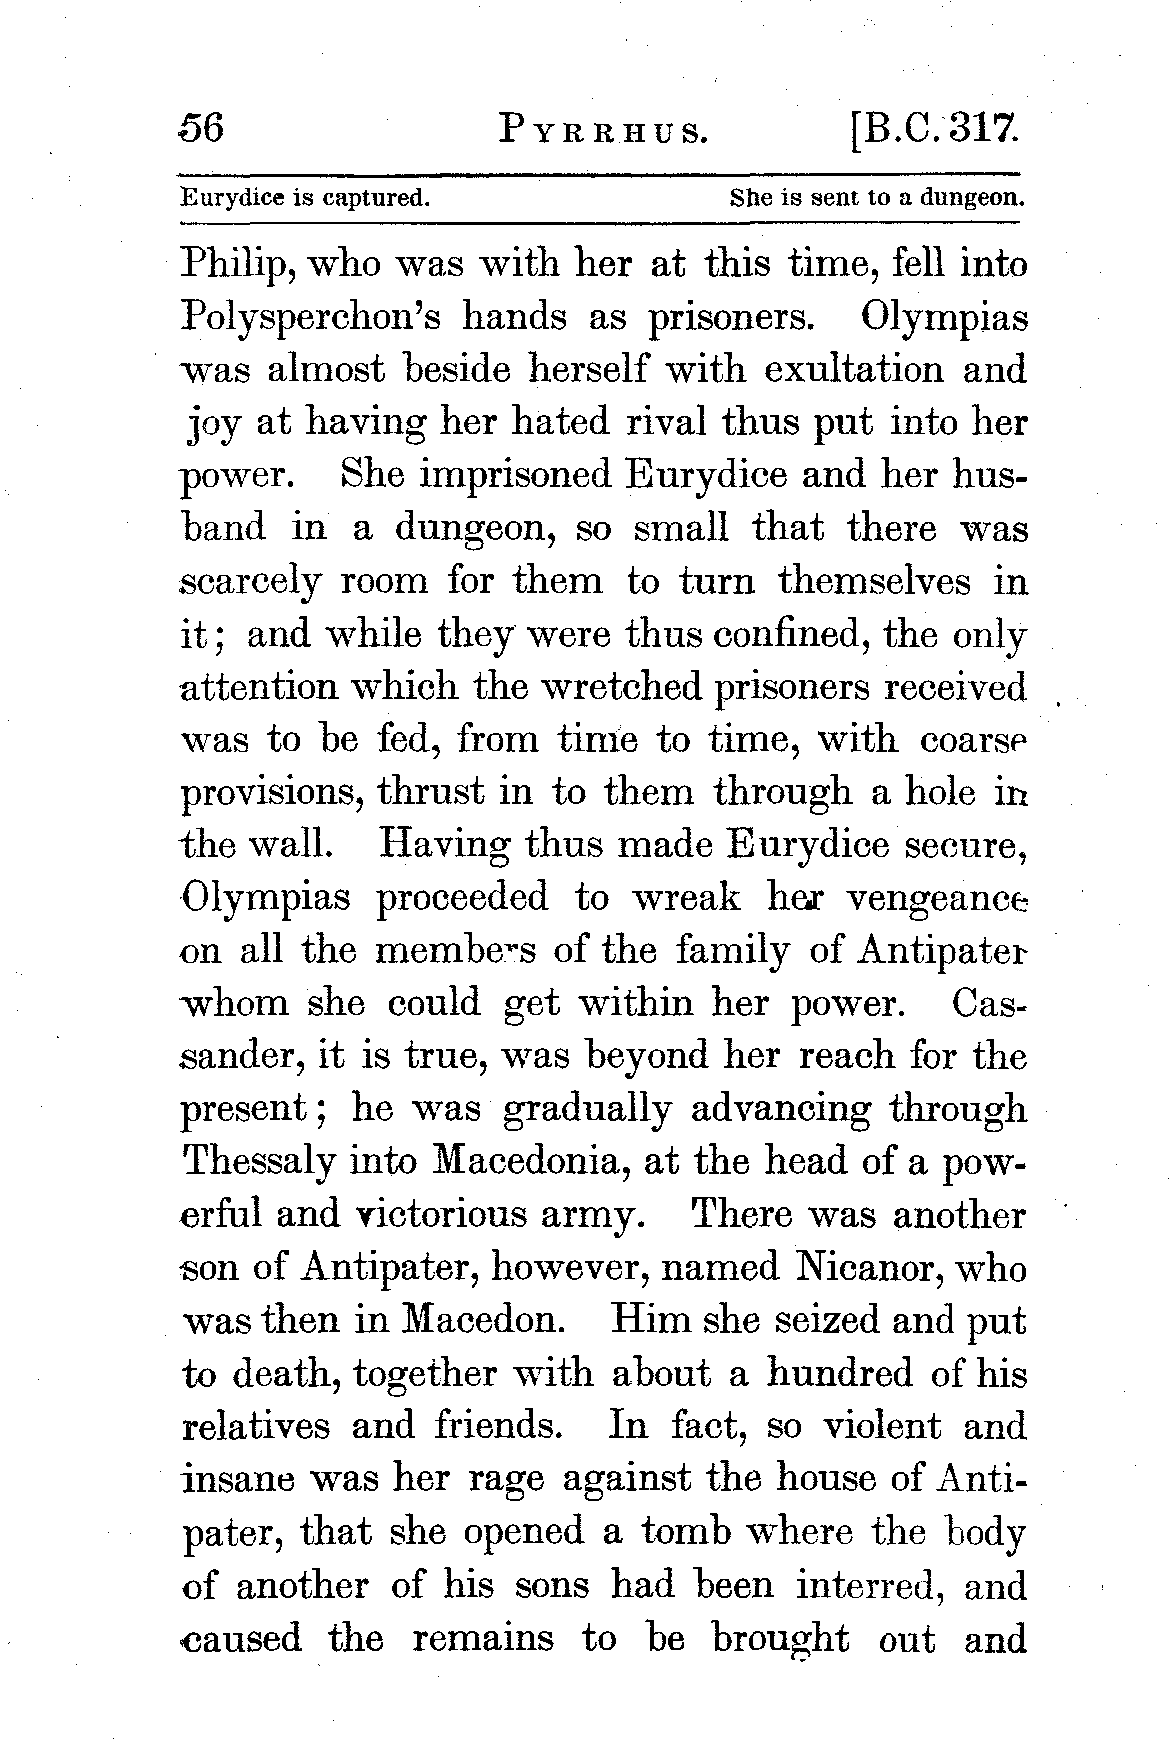 56 PYRRHUS. [B.C. 317.
Eurydice is captured. She is sent to a dungeon.
Philip, who was with her at this time, fell into
Polysperchon's hands as prisoners. Olympias
was almost beside herself with exultation and
joy at having her hated rival thus put into her
power. She imprisoned Eurydice and her hus-
band in a dungeon, so small that there was
scarcely room for them to turn themselves in
it; and while they were thus confined, the only
attention which the wretched prisoners received
was to be fed, from time to time, with coarse
provisions, thrust in to them through a hole in
the wall. Having thus made Eurydice secure,
Olympias proceeded to wreak her vengeance
on all the members of the family of Antipater
whom she could get within her power. Cas-
sander, it is true, was beyond her reach for the
present; he was gradually advancing through
Thessaly into Macedonia, at the head of a pow-
erful and victorious army. There was another
son of Antipater, however, named Nicanor, who
was then in Macedon. Him she seized and put
to death, together with about a hundred of his
relatives and friends. In fact, so violent and
insane was her rage against the house of Anti-
pater, that she opened a tomb where the body
of another of his sons had been interred, and
caused the remains to be brought out and